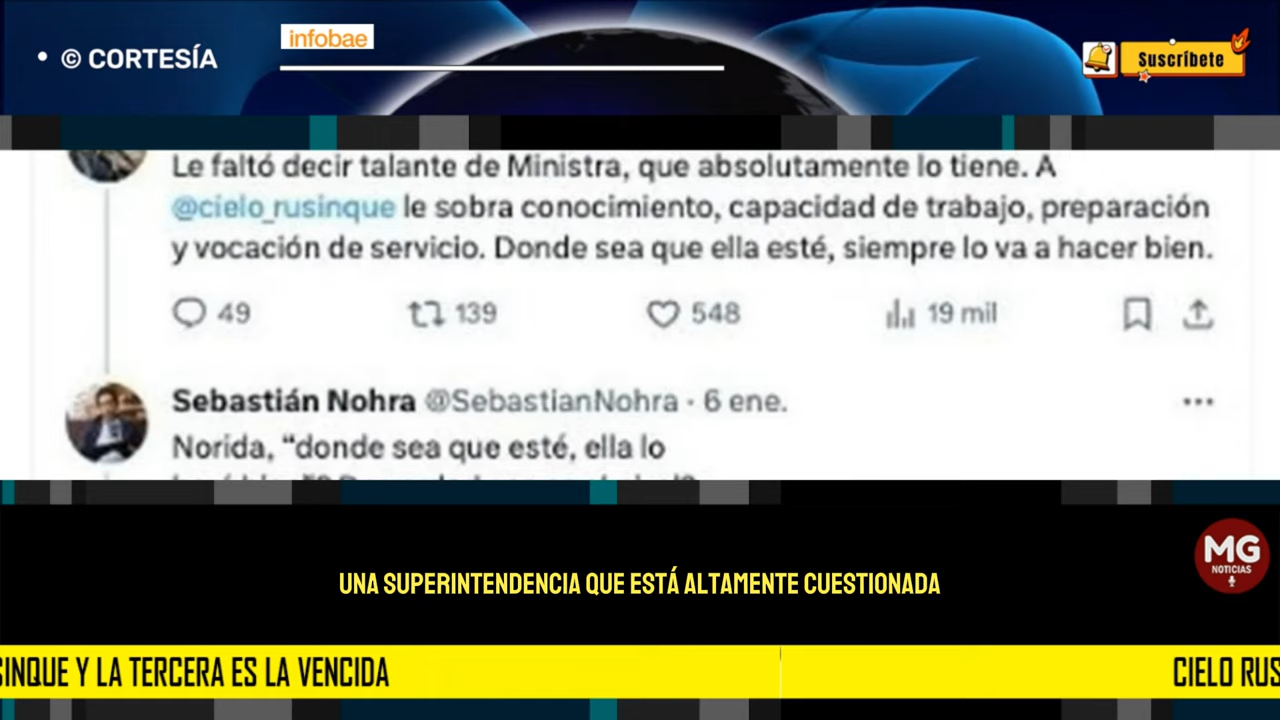 • © CORTESÍA
infobae
Suscríbete
Le faltó decir talante de Ministra, que absolutamente lo tiene. A
@cielo_rusinque le sobra conocimiento, capacidad de trabajo, preparación
y vocación de servicio. Donde sea que ella esté, siempre lo va a hacer bien.
49 139 548 19 mil
Sebastián Nohra @SebastianNohra · 6 ene.
Norida, “donde sea que esté, ella lo
UNA SUPERINTENDENCIA QUE ESTÁ ALTAMENTE CUESTIONADA
MG
NOTICIAS
SINQUE Y LA TERCERA ES LA VENCIDA
CIELO RUS